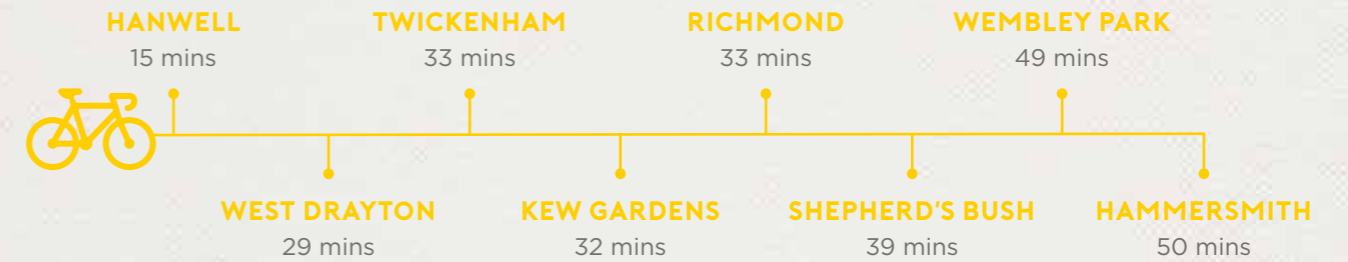 HANWELL
15 mins
TWICKENHAM
33 mins
RICHMOND
33 mins
WEMBLEY PARK
49 mins
WEST DRAYTON
29 mins
KEW GARDENS
32 mins
SHEPHERD'S BUSH
39 mins
HAMMERSMITH
50 mins